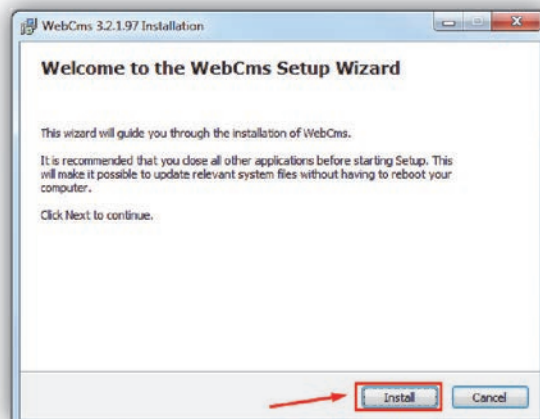 WebCms 3.2.1.97 Installation
Welcome to the WebCms Setup Wizard
This wizard will guide you through the installation of WebCms.
It is recommended that you close all other applications before starting Setup. This
will make it possible to update relevant system files without having to reboot your
computer.
Click Next to continue.
Install Cancel